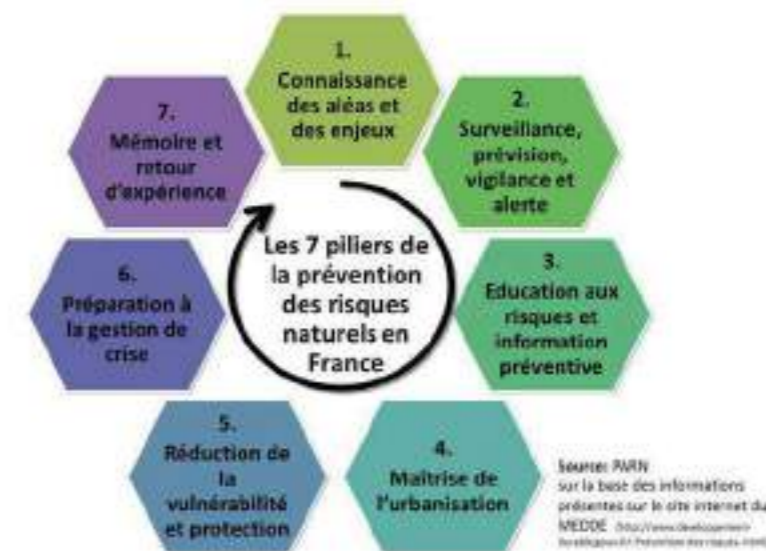 1.
Connaissance
des aléas et
des enjeux
2.
Surveillance,
prévision,
vigilance et
alerte
3.
Education aux
risques et
information
préventive
4.
Maîtrise de
l'urbanisation
5.
Réduction de
la
vulnérabilité
et protection
6.
Préparation à
la gestion de
crise
7.
Mémoire et
retour
d'expérience
Les 7 piliers de
la prévention
des risques
naturels en
France
Source: PARN
sur la base des informations
présentes sur le site internet du
MEDDE